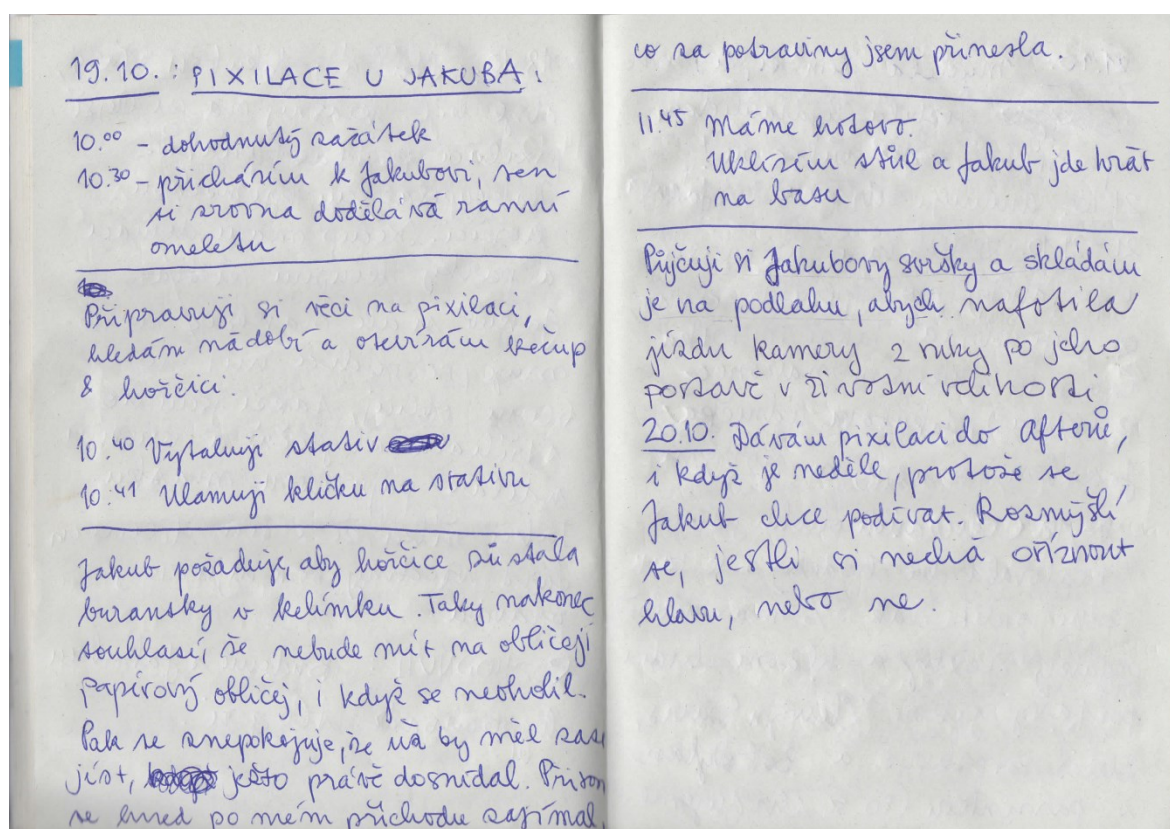 19.10.: PIXILACE U JAKUBA:
10.00 – dohodnutý začátek
10.30 – přicházím k Jakubovi, ten
si zrovna dodělává ranní
omeletu
Připravuji si věci na pixilaci,
hledám nádobí a otevírám kečup
& hořčici.
10.40 Vytahuji stativ
10.41 Ulamuji kličku na stativu
Jakub požaduje, aby hořčice zůstala
buransky v kelímku. Taky nakonec
souhlasí, že nebude mít na obličeji
papírový obličej, i když se neoholil.
Pak se znepokojuje, že už by měl zase
jíst, ježto právě dosnídal. Přitom
se hned po mém příchodu zajímal,
co za potraviny jsem přinesla.
11.45 Máme hotovo.
Uklízím stůl a Jakub jde hrát
na basu
Půjčuji si Jakubovy svršky a skládám
je na podlahu, abych nafotila
jízdu kamery z ruky po jeho
postavě v životní velikosti
20.10. Dávám pixilaci do Afterů,
i když je neděle, protože se
Jakub chce podívat. Rozmýšlí
se, jestli si nechá oříznout
hlavu, nebo ne.